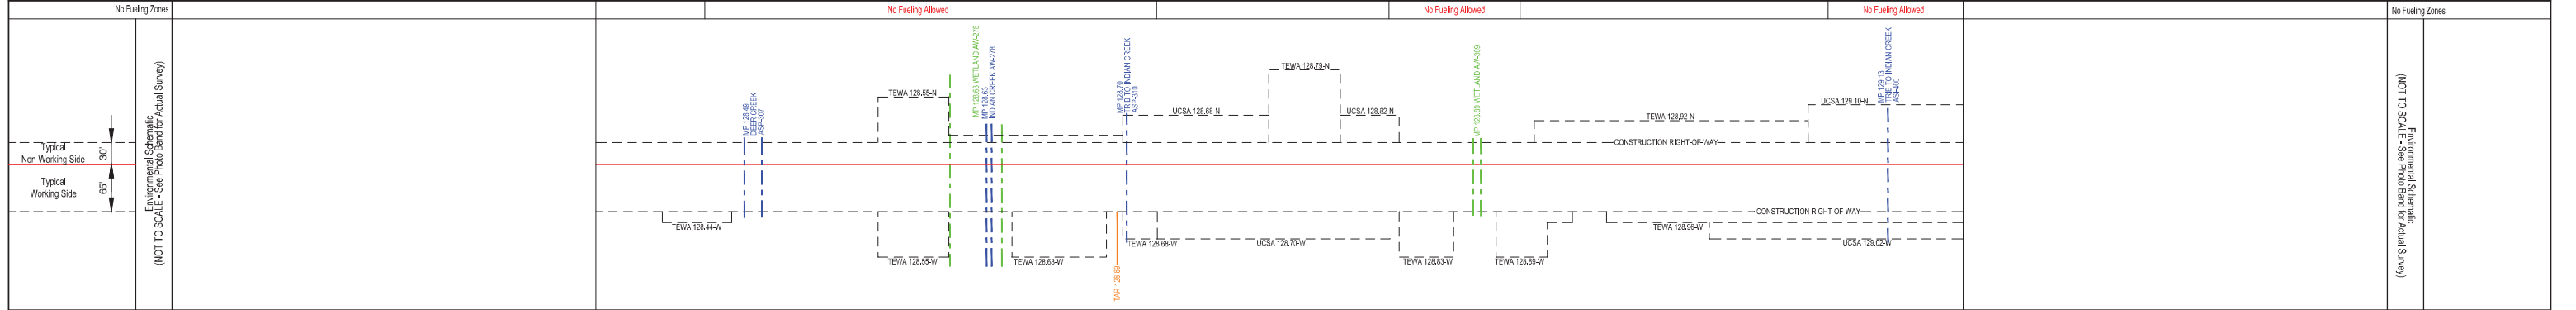 No Fueling Zones
No Fueling Allowed
No Fueling Allowed
No Fueling Allowed
No Fueling Zones
Typical
Non-Working Side
30'
Typical
Working Side
65'
Environmental Schematic
(NOT TO SCALE - See Photo Band for Actual Survey)
MP 128.48
DEER CREEK
ASP-307
TEWA 128.44-W
TEWA 128.55-N
TEWA 128.55-W
MP 128.63 WETLAND AW-278
MP 128.63
INDIAN CREEK AW-278
TEWA 128.63-W
TAR-128.69
MP 128.70
TRIB TO INDIAN CREEK
ASP-310
TEWA 128.68-W
UCSA 128.68-N
UCSA 128.70-W
TEWA 128.79-N
UCSA 128.82-N
TEWA 128.83-W
MP 128.89 WETLAND AW-309
TEWA 128.89-W
TEWA 128.92-N
CONSTRUCTION RIGHT-OF-WAY
CONSTRUCTION RIGHT-OF-WAY
TEWA 128.96-W
UCSA 129.10-N
UCSA 129.02-W
MP 129.13
TRIB TO INDIAN CREEK
ASI-400
Environmental Schematic
(NOT TO SCALE - See Photo Band for Actual Survey)